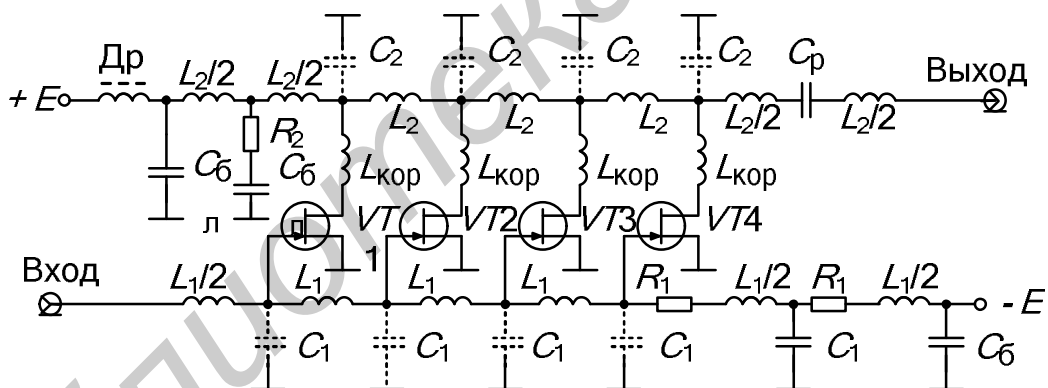 C₂ C₂ C₂ C₂ Cр
Др L₂/2 L₂/2 Выход
+ E L₂ L₂ L₂ L₂/2 L₂/2
R₂
Cб Cб Lкор Lкор Lкор Lкор
л п VT1 VT2 VT3 VT4
Вход L₁/2 L₁ L₁ L₁ R₁ L₁/2 R₁ L₁/2
- E
C₁ C₁ C₁ C₁ C₁ Cб